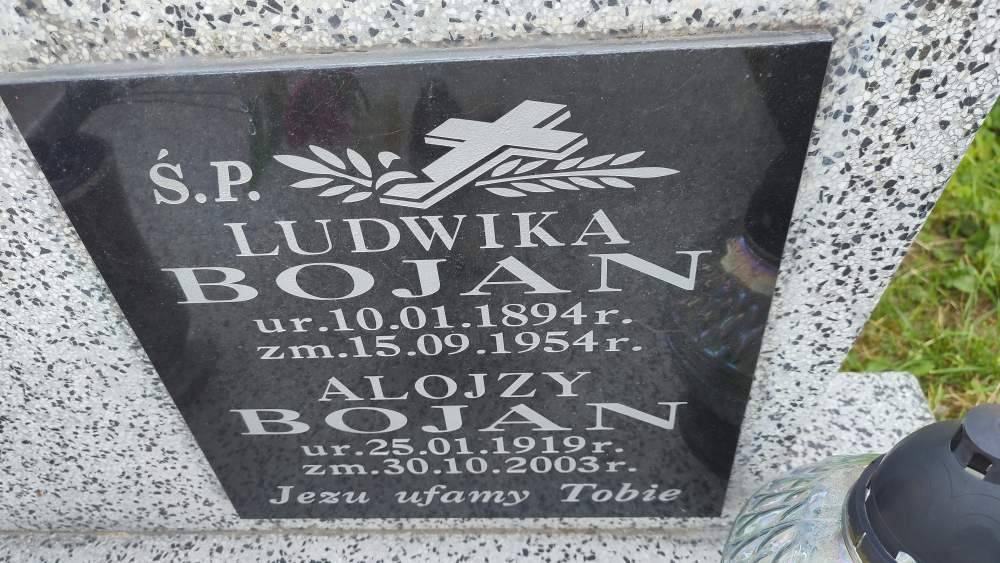 Ś.P.
LUDWIKA
BOJAN
ur.10.01.1894r.
zm.15.09.1954r.
ALOJZY
BOJAN
ur.25.01.1919r.
zm.30.10.2003r.
Jezu ufamy Tobie